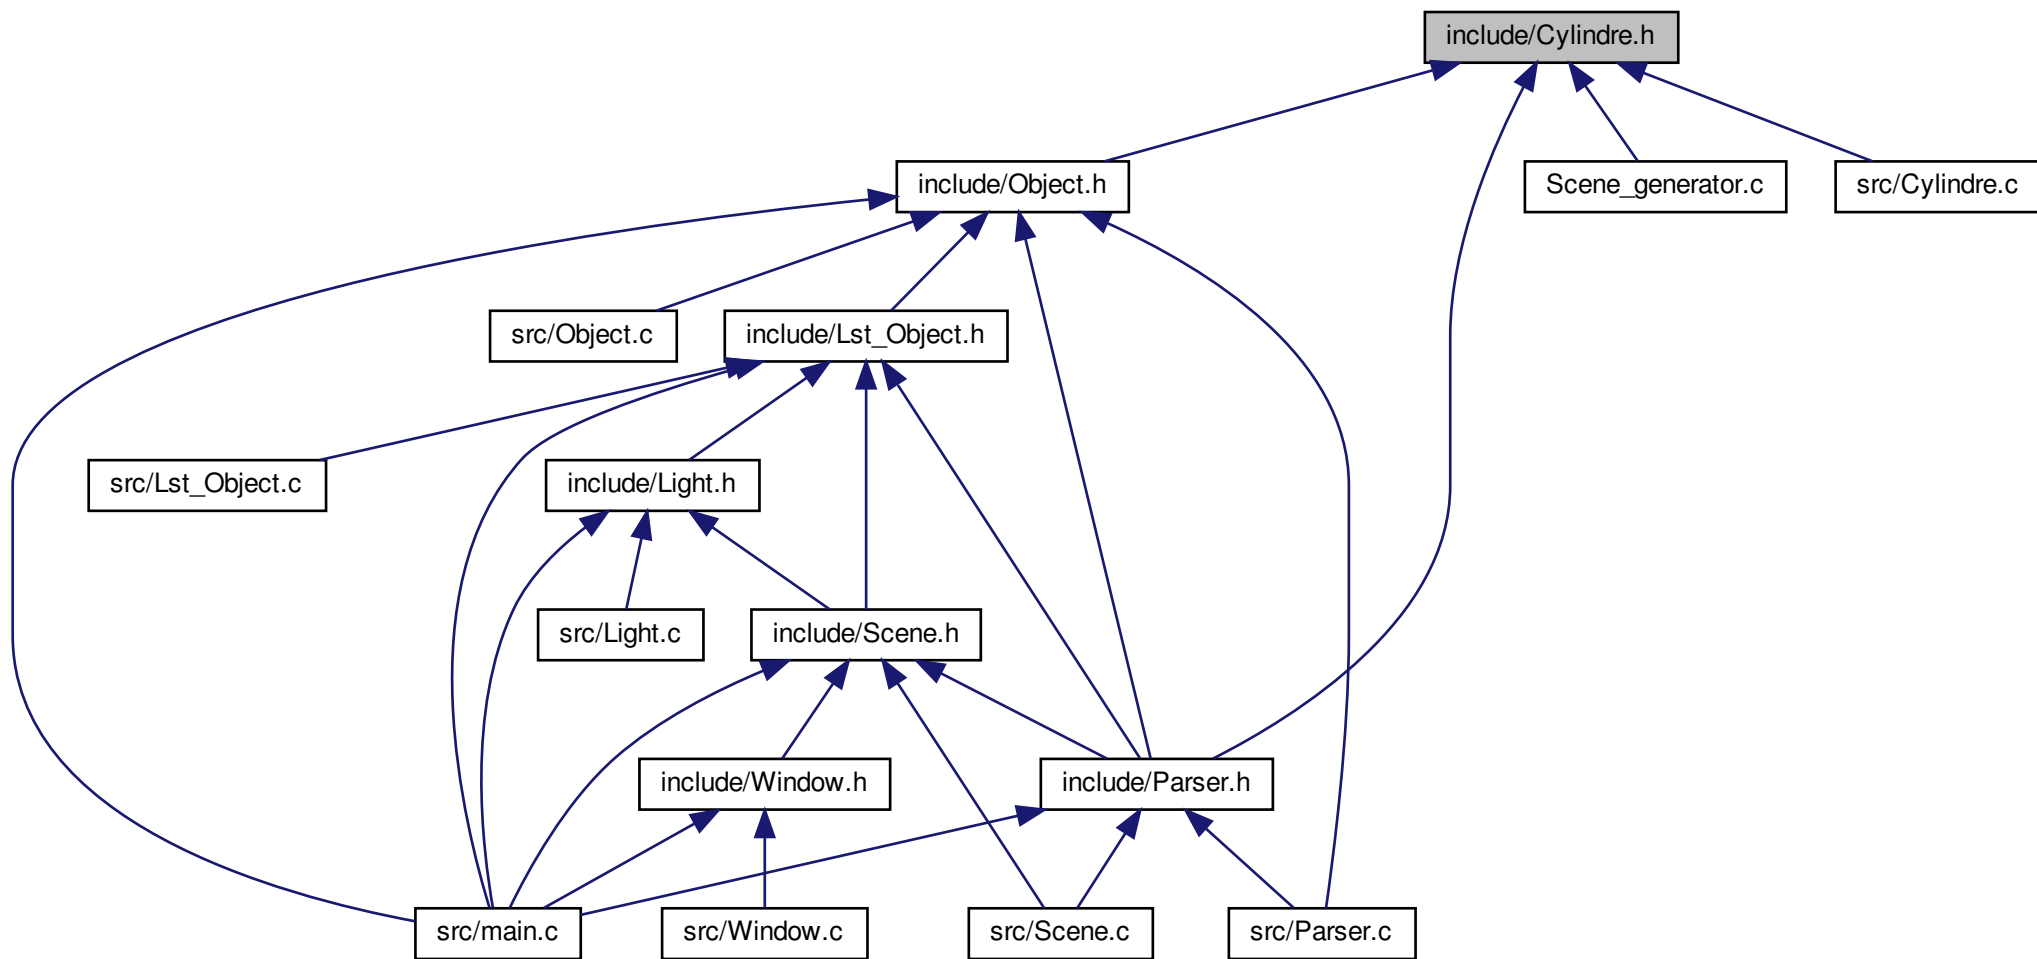 include/Cylindre.h
include/Object.h
Scene_generator.c
src/Cylindre.c
src/Object.c
include/Lst_Object.h
src/Lst_Object.c
include/Light.h
src/Light.c
include/Scene.h
include/Window.h
include/Parser.h
src/main.c
src/Window.c
src/Scene.c
src/Parser.c